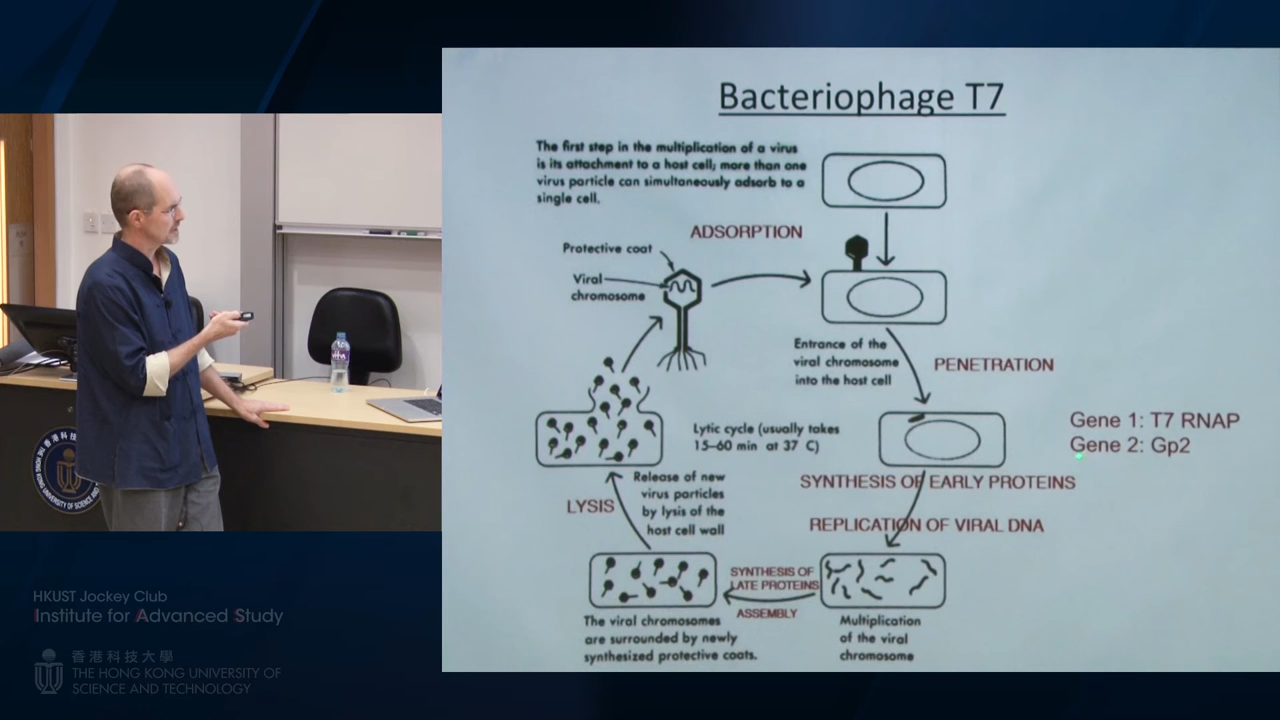 Bacteriophage T7
The first step in the multiplication of a virus
is its attachment to a host cell; more than one
virus particle can simultaneously adsorb to a
single cell.
ADSORPTION
Protective coat
Viral
chromosome
Entrance of the
viral chromosome
into the host cell
PENETRATION
Gene 1: T7 RNAP
Gene 2: Gp2
Lytic cycle (usually takes
15–60 min at 37 C)
SYNTHESIS OF EARLY PROTEINS
REPLICATION OF VIRAL DNA
Release of new
virus particles
by lysis of the
host cell wall
LYSIS
SYNTHESIS OF
LATE PROTEINS
ASSEMBLY
The viral chromosomes
are surrounded by newly
synthesized protective coats.
Multiplication
of the viral
chromosome
HKUST Jockey Club
Institute for Advanced Study
香港科技大學
THE HONG KONG UNIVERSITY OF
SCIENCE AND TECHNOLOGY